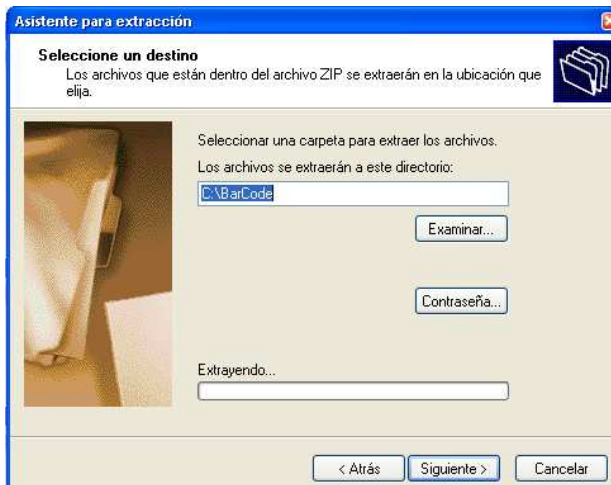 Asistente para extracción
Seleccione un destino
Los archivos que están dentro del archivo ZIP se extraerán en la ubicación que
elija.
Seleccionar una carpeta para extraer los archivos.
Los archivos se extraerán a este directorio:
C:\BarCode
Examinar...
Contraseña...
Extrayendo...
< Atrás
Siguiente >
Cancelar